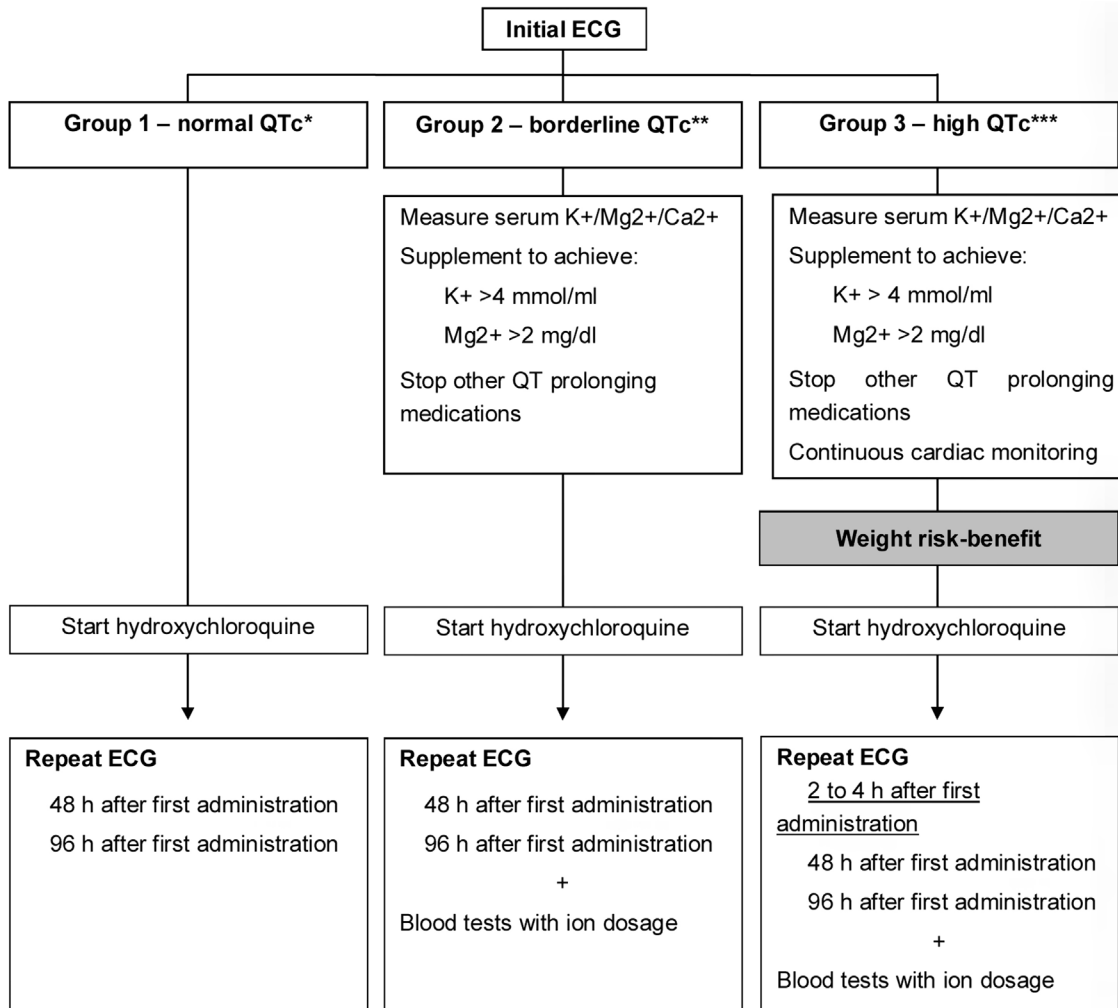 Initial ECG
Group 1 – normal QTc*
Group 2 – borderline QTc**
Measure serum K+/Mg2+/Ca2+
Supplement to achieve:
K+ >4 mmol/ml
Mg2+ >2 mg/dl
Stop other QT prolonging
medications
Group 3 – high QTc***
Measure serum K+/Mg2+/Ca2+
Supplement to achieve:
K+ > 4 mmol/ml
Mg2+ >2 mg/dl
Stop other QT prolonging
medications
Continuous cardiac monitoring
Weight risk-benefit
Start hydroxychloroquine
Start hydroxychloroquine
Start hydroxychloroquine
Repeat ECG
48 h after first administration
96 h after first administration
Repeat ECG
48 h after first administration
96 h after first administration
+
Blood tests with ion dosage
Repeat ECG
2 to 4 h after first
administration
48 h after first administration
96 h after first administration
+
Blood tests with ion dosage